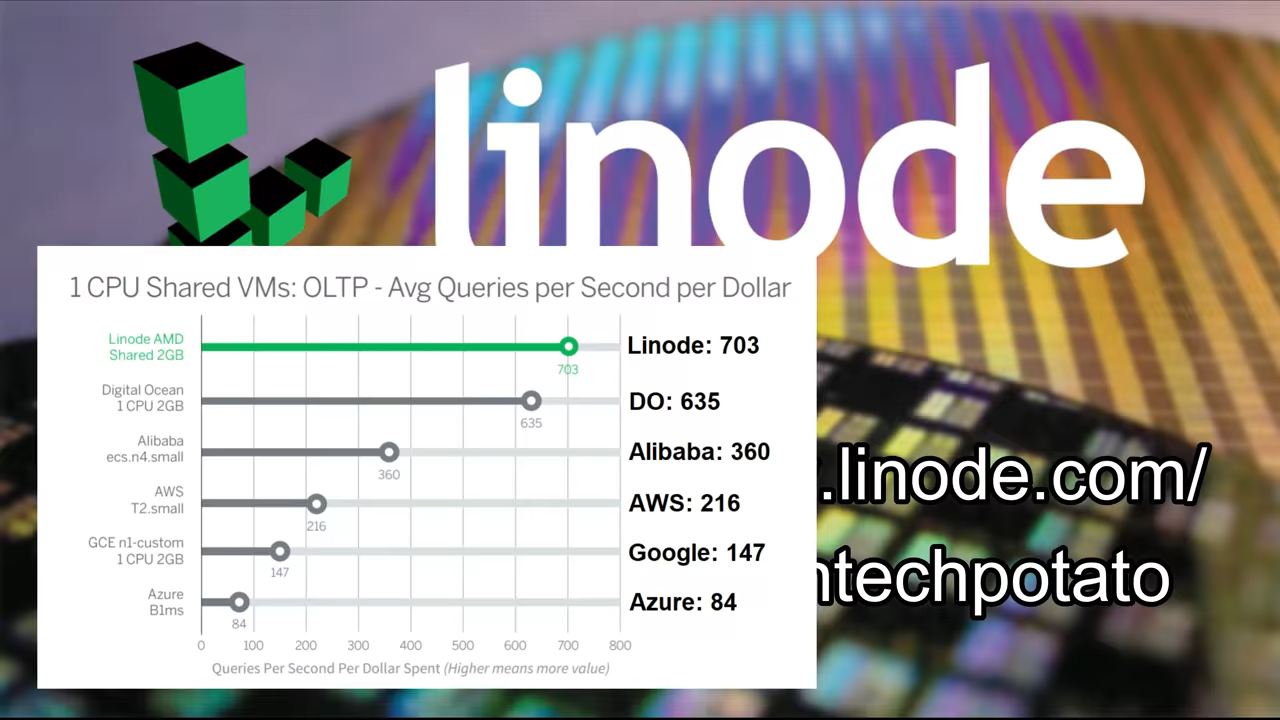 linode
1 CPU Shared VMs: OLTP - Avg Queries per Second per Dollar
Linode AMD
Shared 2GB
703
Linode: 703
Digital Ocean
1 CPU 2GB
635
DO: 635
Alibaba
ecs.n4.small
360
Alibaba: 360
AWS
T2.small
216
AWS: 216
GCE n1-custom
1 CPU 2GB
147
Google: 147
Azure
B1ms
84
Azure: 84
0 100 200 300 400 500 600 700 800
Queries Per Second Per Dollar Spent (Higher means more value)
.linode.com/
ntechpotato